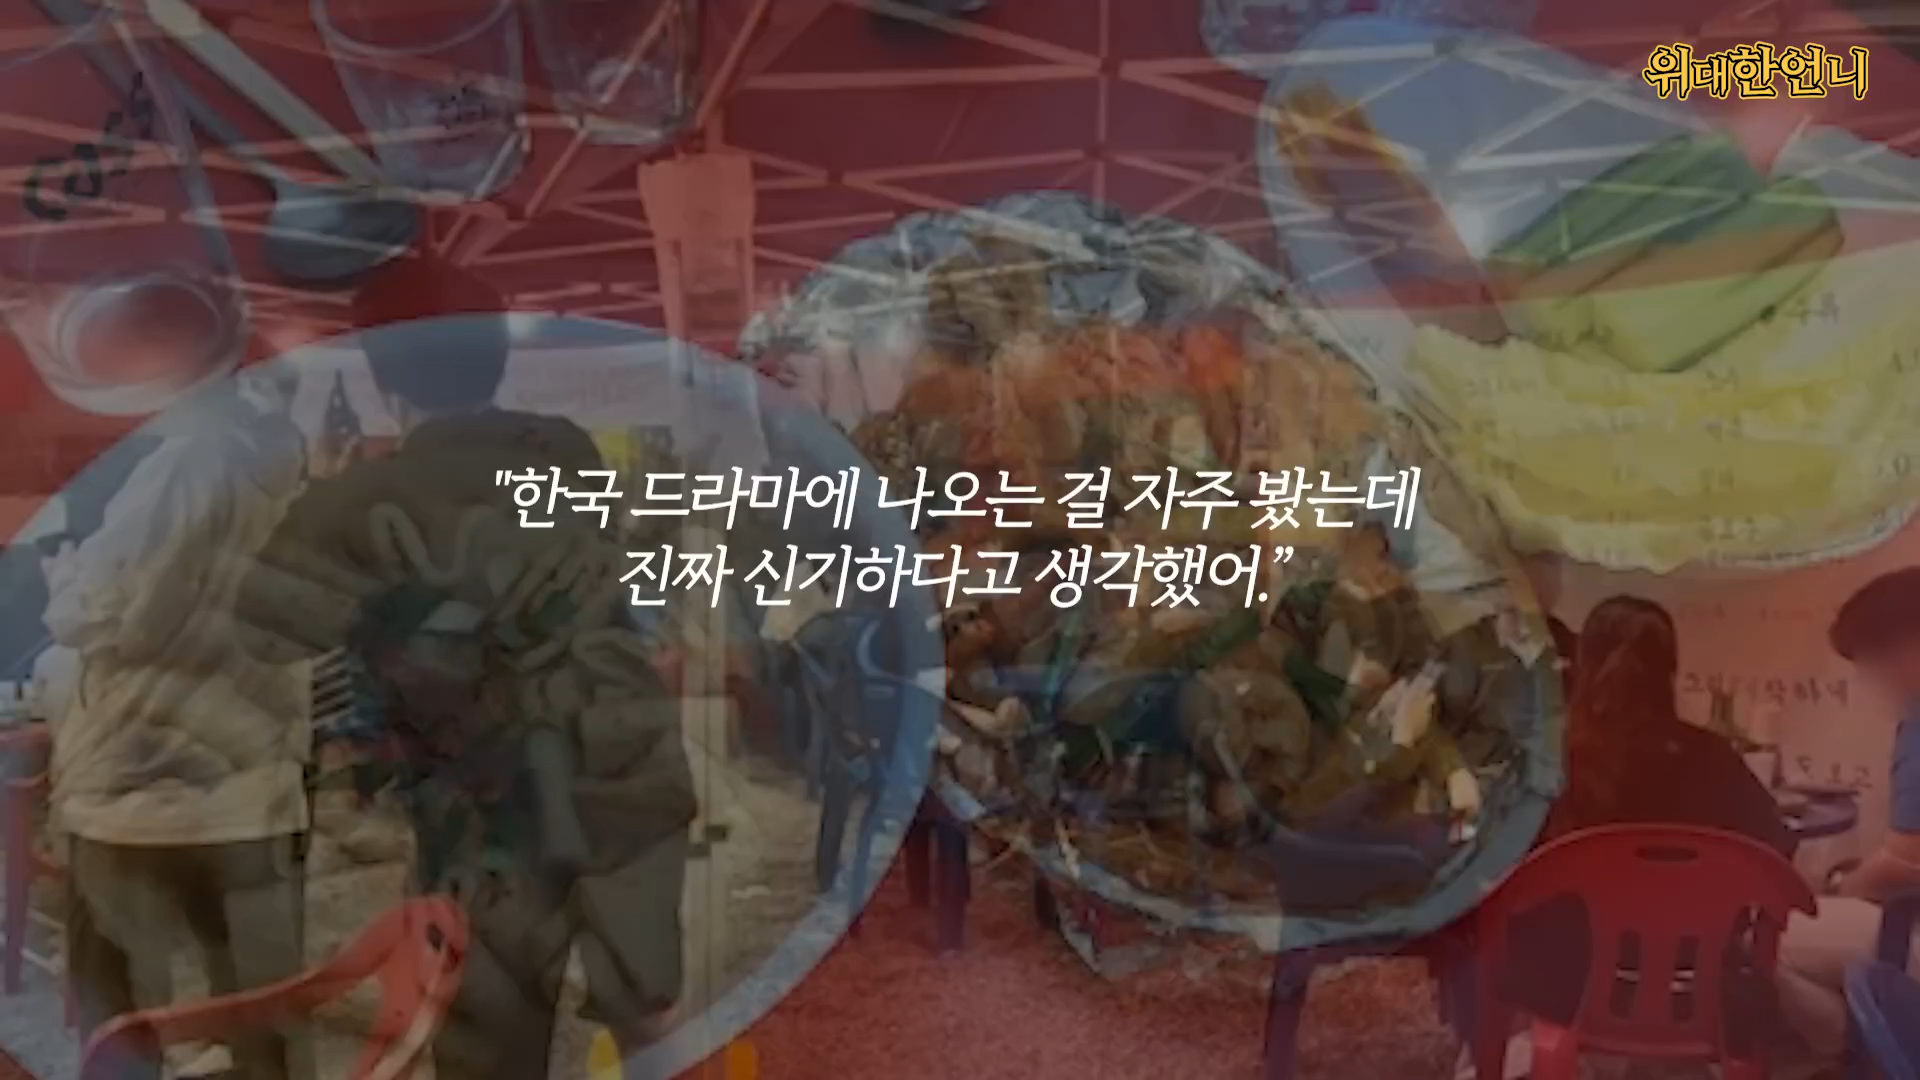 위대한언니
"한국 드라마에 나오는 걸 자주 봤는데
진짜 신기하다고 생각했어.”